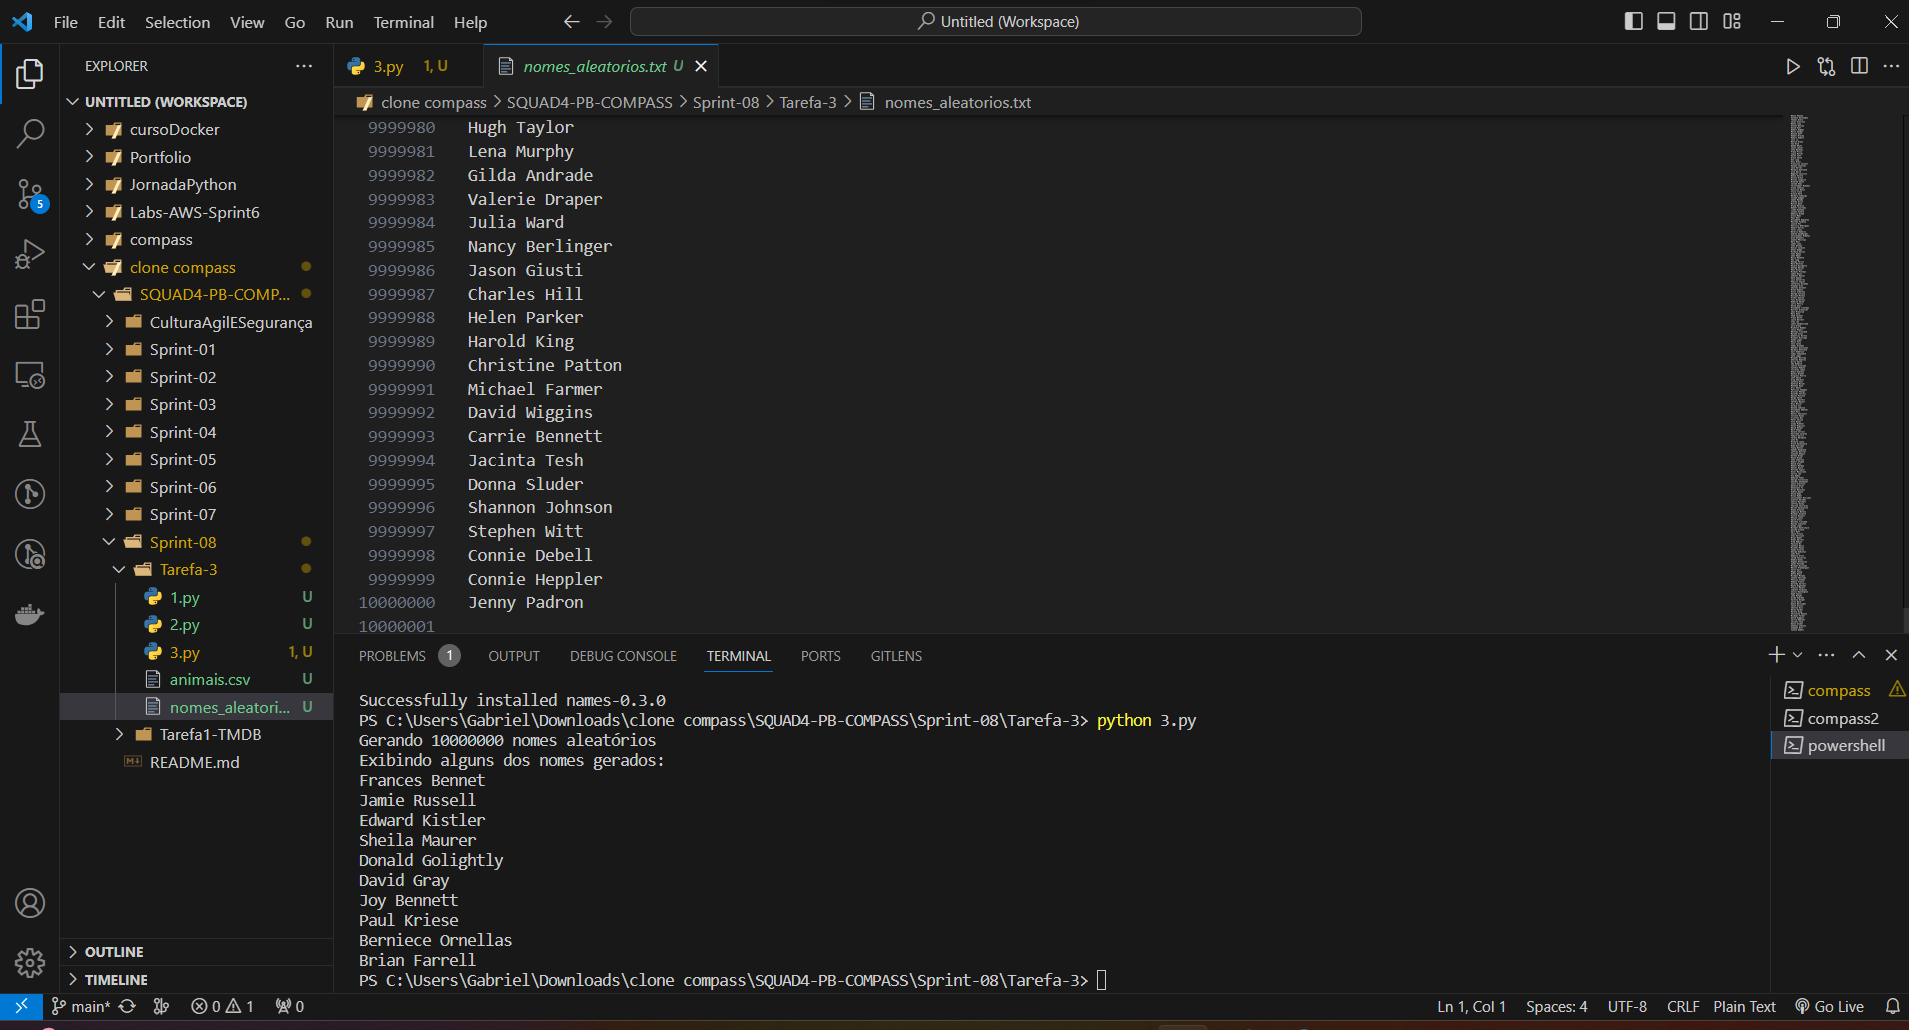 File Edit Selection View Go Run Terminal Help
Untitled (Workspace)
EXPLORER
UNTITLED (WORKSPACE)
cursoDocker
Portfolio
JornadaPython
Labs-AWS-Sprint6
compass
clone compass
SQUAD4-PB-COMP...
CulturaAgilESegurança
Sprint-01
Sprint-02
Sprint-03
Sprint-04
Sprint-05
Sprint-06
Sprint-07
Sprint-08
Tarefa-3
1.py U
2.py U
3.py 1, U
animais.csv U
nomes_aleatori... U
Tarefa1-TMDB
README.md
OUTLINE
TIMELINE
5
3.py 1, U
nomes_aleatorios.txt U
clone compass > SQUAD4-PB-COMPASS > Sprint-08 > Tarefa-3 > nomes_aleatorios.txt
9999980 Hugh Taylor
9999981 Lena Murphy
9999982 Gilda Andrade
9999983 Valerie Draper
9999984 Julia Ward
9999985 Nancy Berlinger
9999986 Jason Giusti
9999987 Charles Hill
9999988 Helen Parker
9999989 Harold King
9999990 Christine Patton
9999991 Michael Farmer
9999992 David Wiggins
9999993 Carrie Bennett
9999994 Jacinta Tesh
9999995 Donna Sluder
9999996 Shannon Johnson
9999997 Stephen Witt
9999998 Connie Debell
9999999 Connie Heppler
10000000 Jenny Padron
10000001
PROBLEMS 1 OUTPUT DEBUG CONSOLE TERMINAL PORTS GITLENS
Successfully installed names-0.3.0
PS C:\Users\Gabriel\Downloads\clone compass\SQUAD4-PB-COMPASS\Sprint-08\Tarefa-3> python 3.py
Gerando 10000000 nomes aleatórios
Exibindo alguns dos nomes gerados:
Frances Bennet
Jamie Russell
Edward Kistler
Sheila Maurer
Donald Golightly
David Gray
Joy Bennett
Paul Kriese
Berniece Ornellas
Brian Farrell
PS C:\Users\Gabriel\Downloads\clone compass\SQUAD4-PB-COMPASS\Sprint-08\Tarefa-3>
compass
compass2
powershell
main* 0 1 0
Ln 1, Col 1 Spaces: 4 UTF-8 CRLF Plain Text Go Live